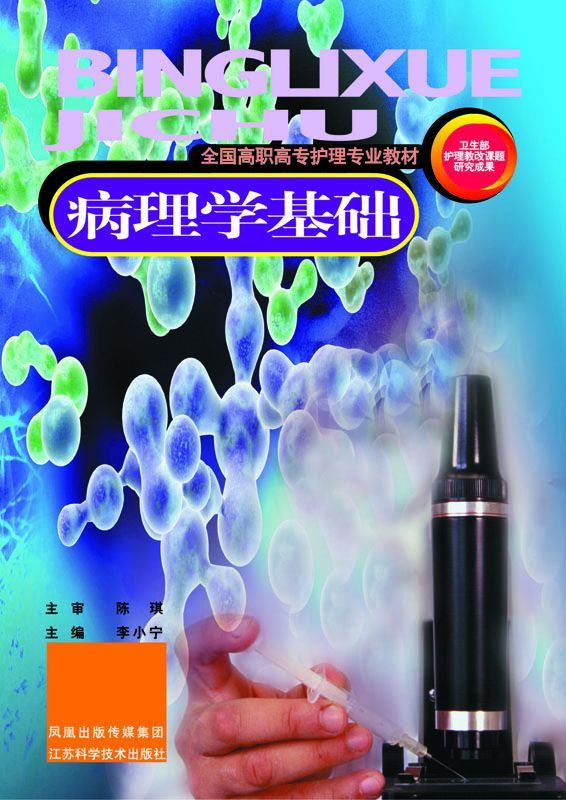 BINGLIXUE
JICHU
全国高职高专护理专业教材
卫生部
护理教改课题
研究成果
病理学基础
主审 陈琪
主编 李小宁
凤凰出版传媒集团
江苏科学技术出版社